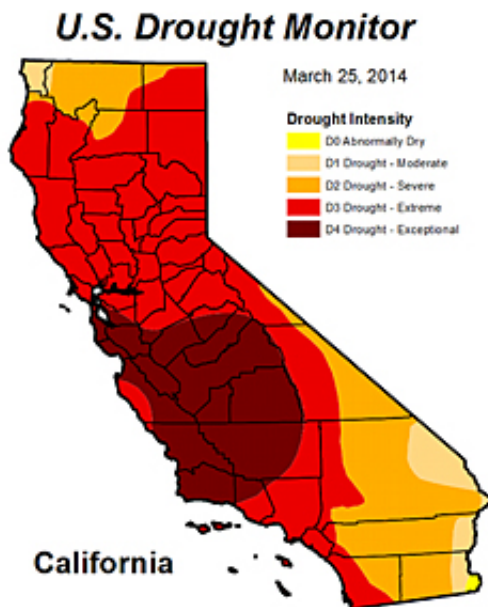 U.S. Drought Monitor
March 25, 2014
Drought Intensity
D0 Abnormally Dry
D1 Drought - Moderate
D2 Drought - Severe
D3 Drought - Extreme
D4 Drought - Exceptional
California